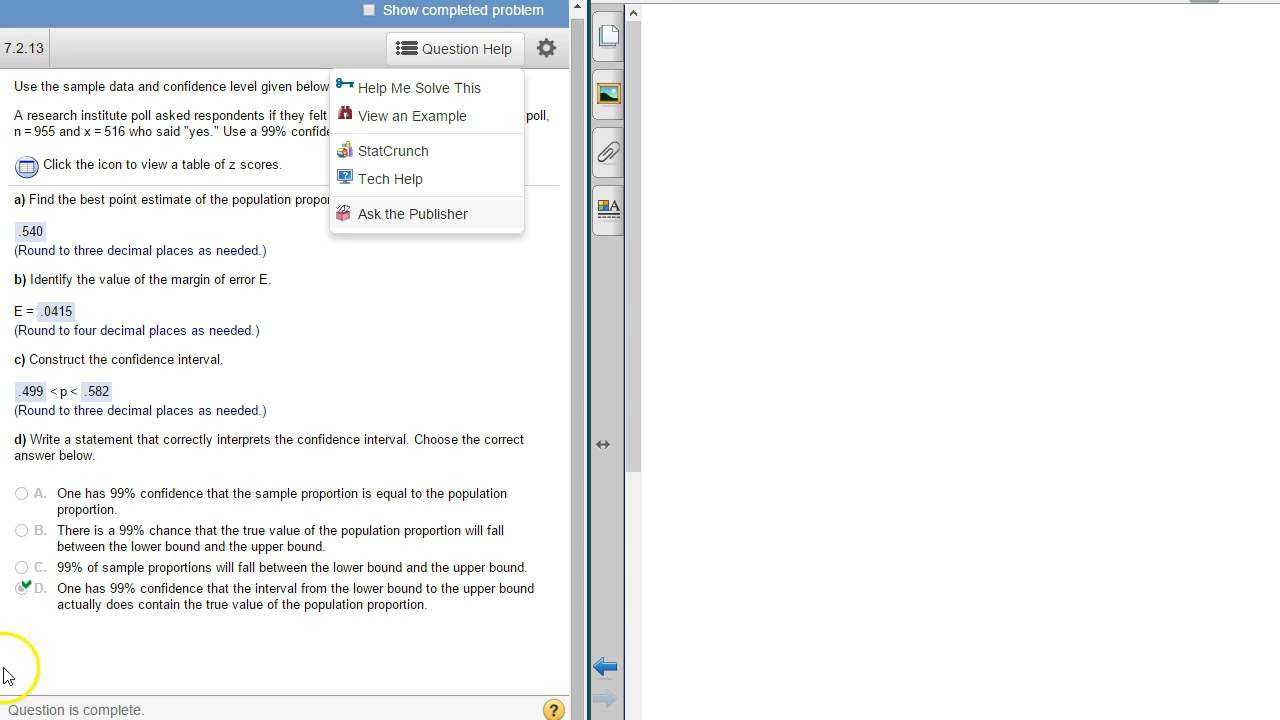 Show completed problem
7.2.13
Question Help
Use the sample data and confidence level given below
Help Me Solve This
A research institute poll asked respondents if they felt poll,
View an Example
n = 955 and x = 516 who said "yes." Use a 99% confide
StatCrunch
Click the icon to view a table of z scores.
Tech Help
a) Find the best point estimate of the population propor
Ask the Publisher
.540
(Round to three decimal places as needed.)
b) Identify the value of the margin of error E.
E = .0415
(Round to four decimal places as needed.)
c) Construct the confidence interval.
.499 < p < .582
(Round to three decimal places as needed.)
d) Write a statement that correctly interprets the confidence interval. Choose the correct
answer below.
A. One has 99% confidence that the sample proportion is equal to the population
proportion.
B. There is a 99% chance that the true value of the population proportion will fall
between the lower bound and the upper bound.
C. 99% of sample proportions will fall between the lower bound and the upper bound.
D. One has 99% confidence that the interval from the lower bound to the upper bound
actually does contain the true value of the population proportion.
Question is complete.
?